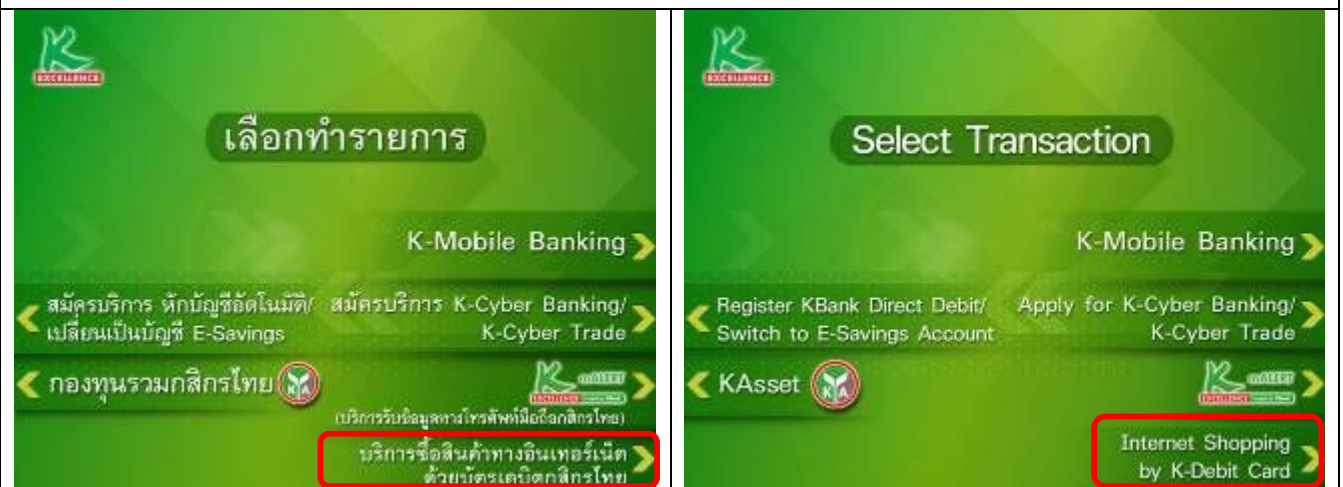 K
EXCELLENCE
เลือกทำรายการ
K-Mobile Banking
สมัครบริการ หักบัญชีอัตโนมัติ/
เปลี่ยนเป็นบัญชี E-Savings
สมัครบริการ K-Cyber Banking/
K-Cyber Trade
กองทุนรวมกสิกรไทย
K A
K mALERT
(บริการรับข้อมูลทางโทรศัพท์มือถือกสิกรไทย)
บริการซื้อสินค้าทางอินเทอร์เน็ต
ด้วยบัตรเดบิตกสิกรไทย
K
EXCELLENCE
Select Transaction
K-Mobile Banking
Register KBank Direct Debit/
Switch to E-Savings Account
Apply for K-Cyber Banking/
K-Cyber Trade
KAsset
K A
K mALERT
Internet Shopping
by K-Debit Card